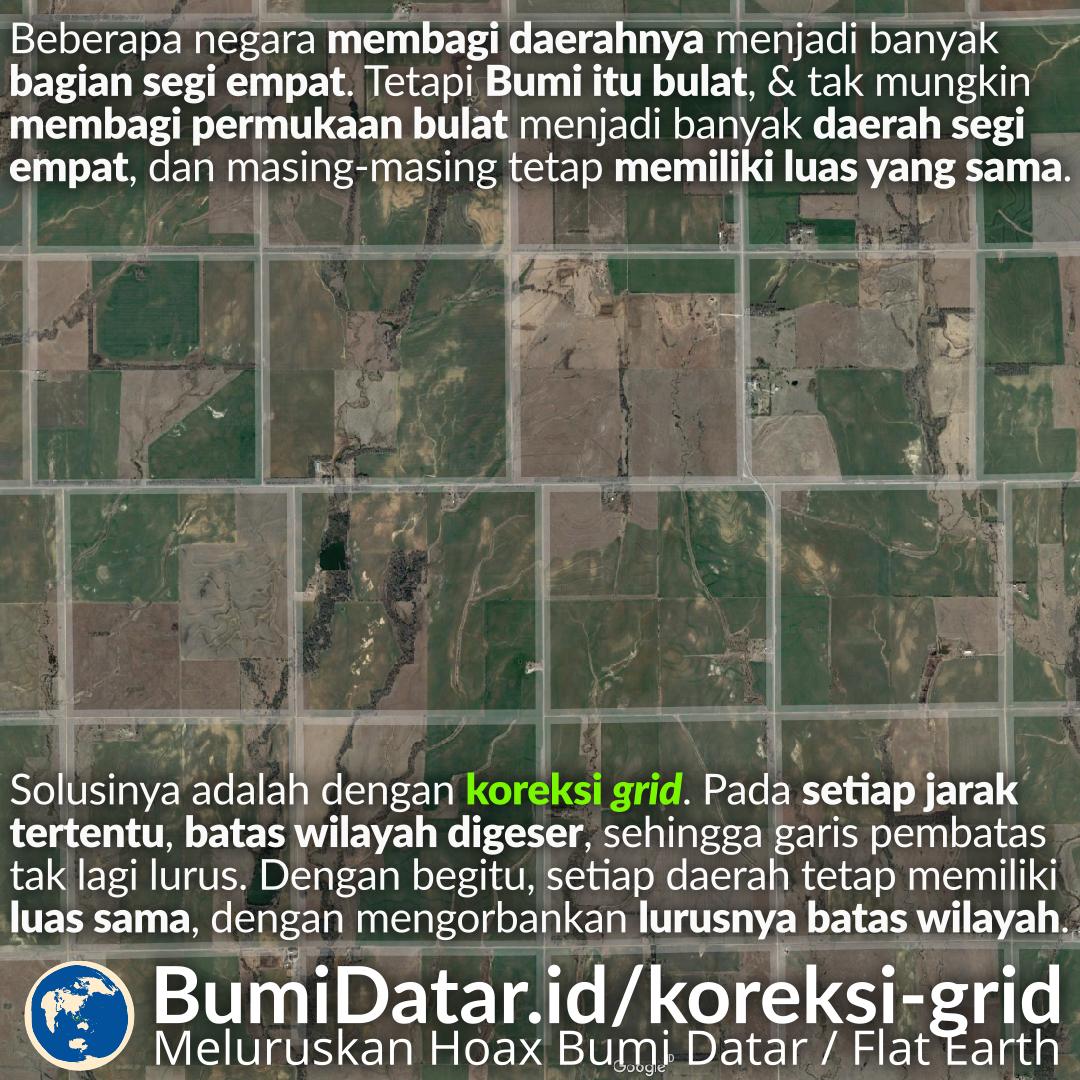 Beberapa negara membagi daerahnya menjadi banyak
bagian segi empat. Tetapi Bumi itu bulat, & tak mungkin
membagi permukaan bulat menjadi banyak daerah segi
empat, dan masing-masing tetap memiliki luas yang sama.
Solusinya adalah dengan koreksi grid. Pada setiap jarak
tertentu, batas wilayah digeser, sehingga garis pembatas
tak lagi lurus. Dengan begitu, setiap daerah tetap memiliki
luas sama, dengan mengorbankan lurusnya batas wilayah.
BumiDatar.id/koreksi-grid
Meluruskan Hoax Bumi Datar / Flat Earth
Google